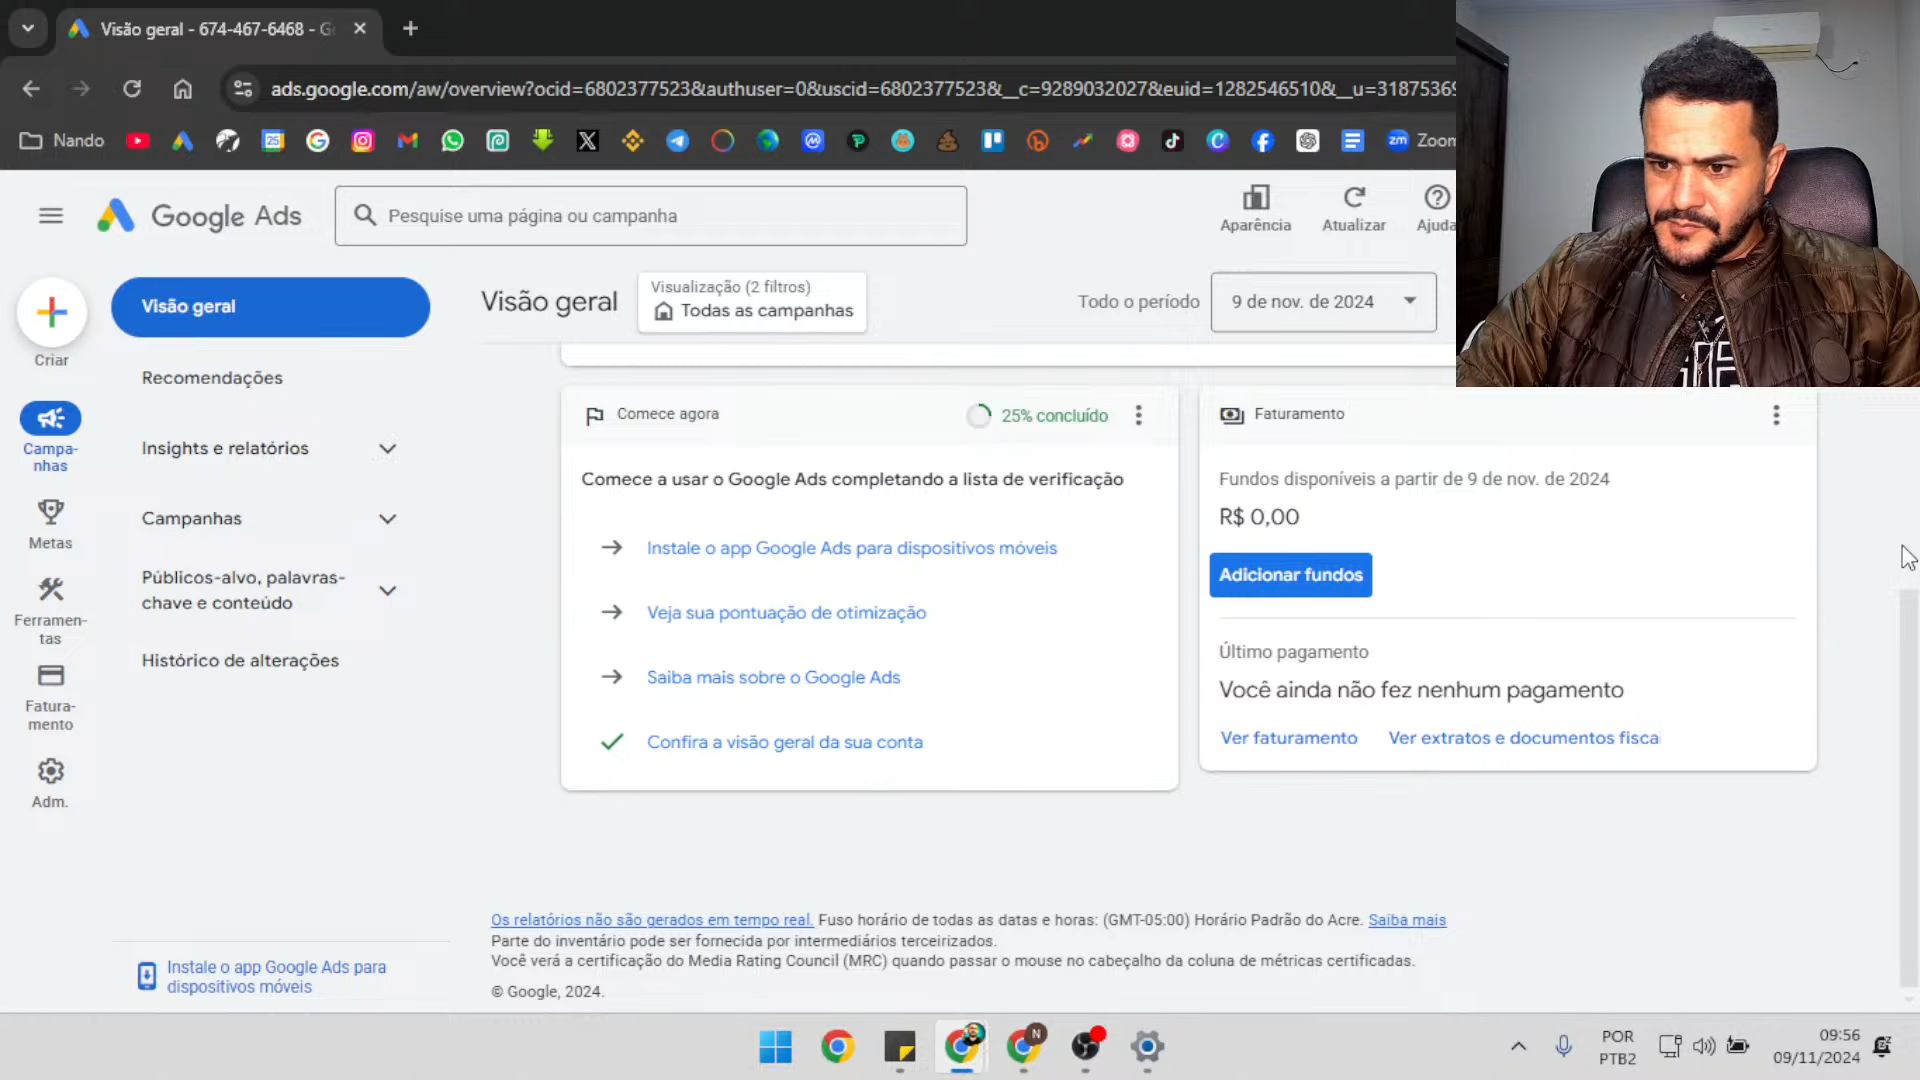 Visão geral - 674-467-6468 - G
ads.google.com/aw/overview?ocid=6802377523&authuser=0&uscid=6802377523&__c=9289032027&euid=1282546510&__u=31875369
Nando
25
Zoom
Google Ads
Pesquise uma página ou campanha
Aparência
Atualizar
Ajuda
Criar
Visão geral
Recomendações
Insights e relatórios
Campanhas
Públicos-alvo, palavras-
chave e conteúdo
Histórico de alterações
Campa-
nhas
Metas
Ferramen-
tas
Fatura-
mento
Adm.
Instale o app Google Ads para
dispositivos móveis
Visão geral
Visualização (2 filtros)
Todas as campanhas
Todo o período
9 de nov. de 2024
Comece agora
25% concluído
Comece a usar o Google Ads completando a lista de verificação
Instale o app Google Ads para dispositivos móveis
Veja sua pontuação de otimização
Saiba mais sobre o Google Ads
Confira a visão geral da sua conta
Faturamento
Fundos disponíveis a partir de 9 de nov. de 2024
R$ 0,00
Adicionar fundos
Último pagamento
Você ainda não fez nenhum pagamento
Ver faturamento
Ver extratos e documentos fisca
Os relatórios não são gerados em tempo real. Fuso horário de todas as datas e horas: (GMT-05:00) Horário Padrão do Acre. Saiba mais
Parte do inventário pode ser fornecida por intermediários terceirizados.
Você verá a certificação do Media Rating Council (MRC) quando passar o mouse no cabeçalho da coluna de métricas certificadas.
© Google, 2024.
N
POR
PTB2
09:56
09/11/2024